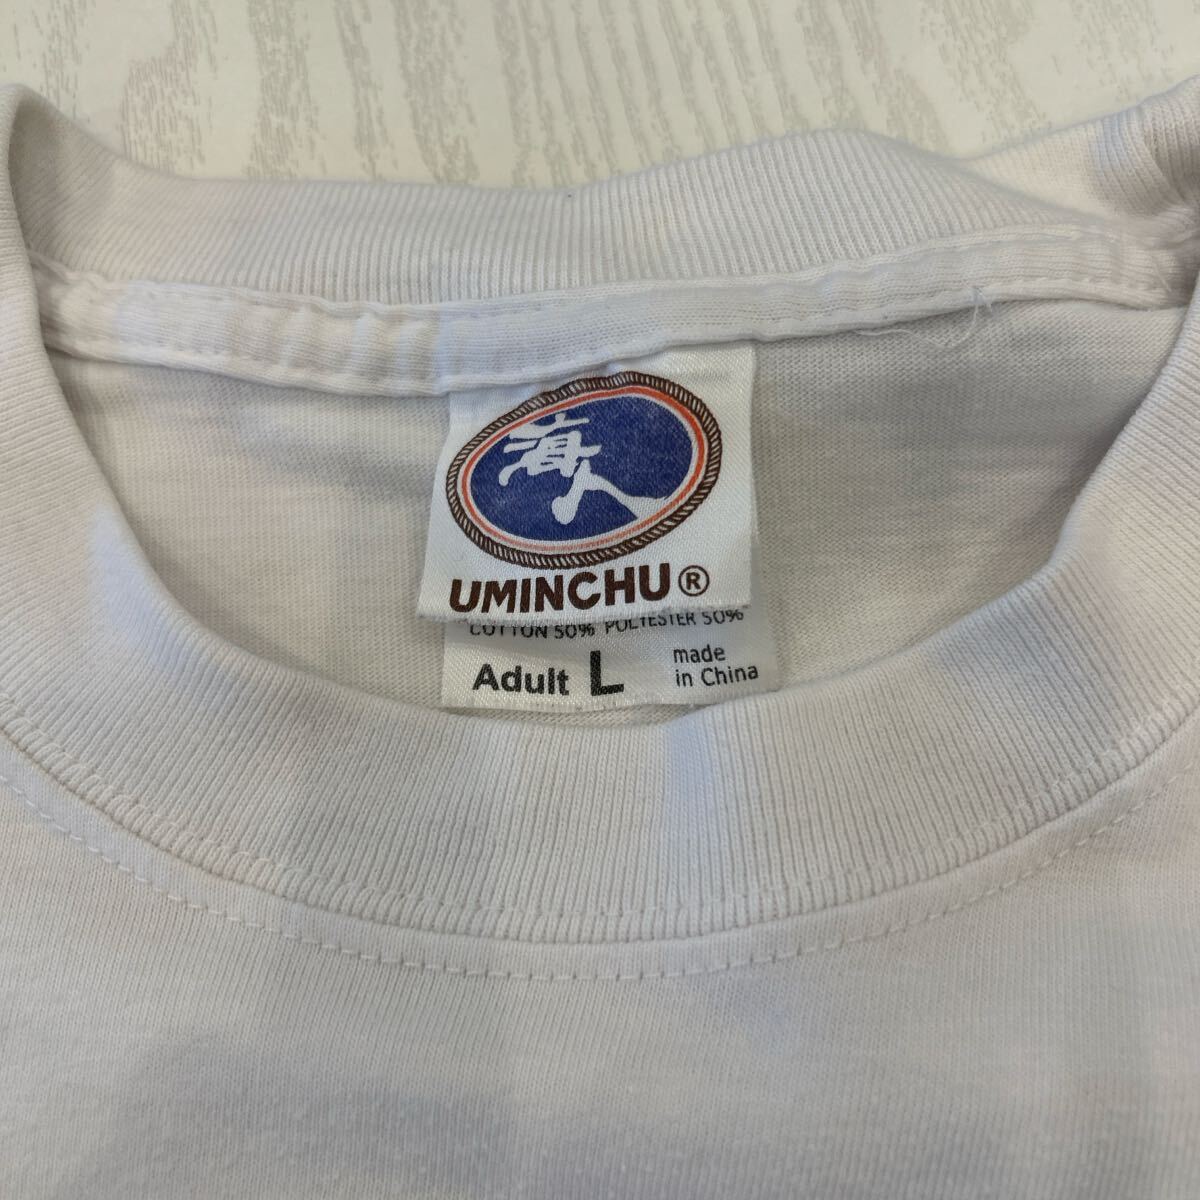 海人
UMINCHU®
COTTON 50% POLYESTER 50%
Adult L made
in China